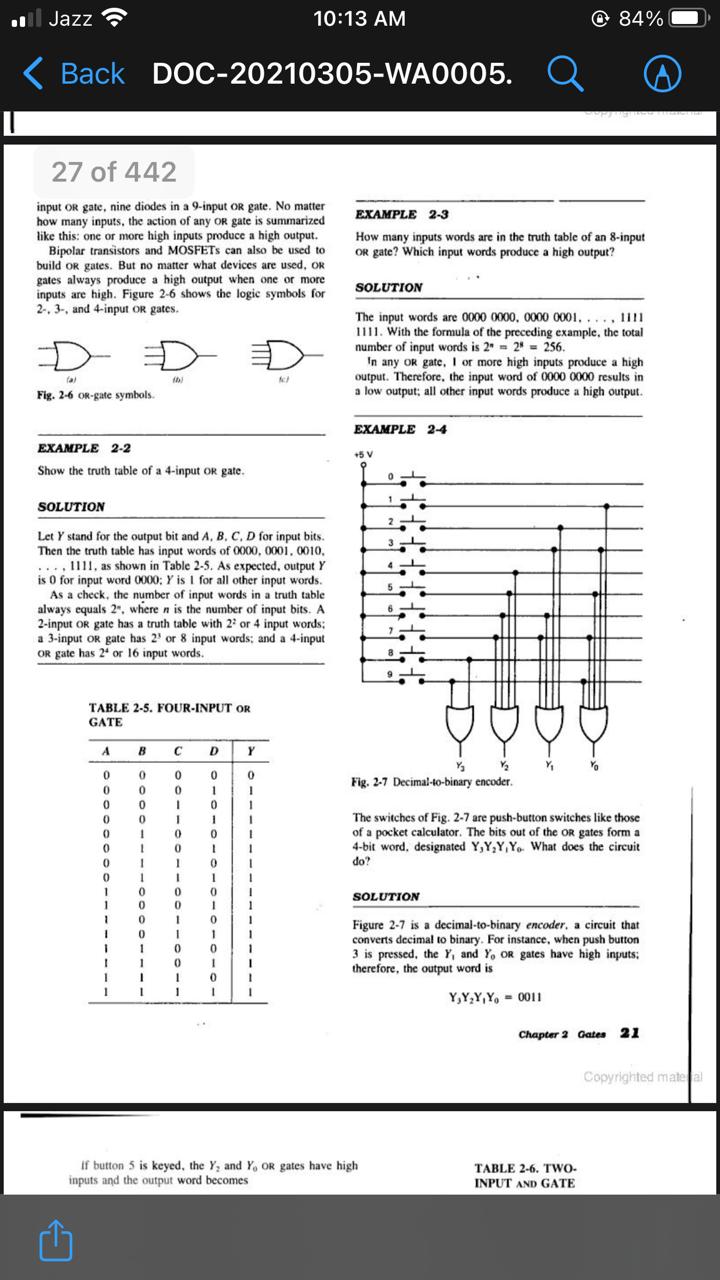 Jazz
10:13 AM
84%
Back
DOC-20210305-WA0005.
27 of 442
input OR gate, nine diodes in a 9-input OR gate. No matter
how many inputs, the action of any OR gate is summarized
like this: one or more high inputs produce a high output.
Bipolar transistors and MOSFETs can also be used to
build OR gates. But no matter what devices are used, OR
gates always produce a high output when one or more
inputs are high. Figure 2-6 shows the logic symbols for
2-, 3-, and 4-input OR gates.
(a)
(b)
(c)
Fig. 2-6 OR-gate symbols.
EXAMPLE 2-2
Show the truth table of a 4-input OR gate.
SOLUTION
Let Y stand for the output bit and A, B, C, D for input bits.
Then the truth table has input words of 0000, 0001, 0010,
. . . , 1111, as shown in Table 2-5. As expected, output Y
is 0 for input word 0000; Y is 1 for all other input words.
As a check, the number of input words in a truth table
always equals 2ⁿ, where n is the number of input bits. A
2-input OR gate has a truth table with 2² or 4 input words;
a 3-input OR gate has 2³ or 8 input words; and a 4-input
OR gate has 2⁴ or 16 input words.
TABLE 2-5. FOUR-INPUT OR
GATE
A B C D Y
0 0 0 0 0
0 0 0 1 1
0 0 1 0 1
0 0 1 1 1
0 1 0 0 1
0 1 0 1 1
0 1 1 0 1
0 1 1 1 1
1 0 0 0 1
1 0 0 1 1
1 0 1 0 1
1 0 1 1 1
1 1 0 0 1
1 1 0 1 1
1 1 1 0 1
1 1 1 1 1
EXAMPLE 2-3
How many inputs words are in the truth table of an 8-input
OR gate? Which input words produce a high output?
SOLUTION
The input words are 0000 0000, 0000 0001, . . . , 1111
1111. With the formula of the preceding example, the total
number of input words is 2ⁿ = 2⁸ = 256.
In any OR gate, 1 or more high inputs produce a high
output. Therefore, the input word of 0000 0000 results in
a low output; all other input words produce a high output.
EXAMPLE 2-4
+5 V
0
1
2
3
4
5
6
7
8
9
Y₃ Y₂ Y₁ Y₀
Fig. 2-7 Decimal-to-binary encoder.
The switches of Fig. 2-7 are push-button switches like those
of a pocket calculator. The bits out of the OR gates form a
4-bit word, designated Y₃Y₂Y₁Y₀. What does the circuit
do?
SOLUTION
Figure 2-7 is a decimal-to-binary encoder, a circuit that
converts decimal to binary. For instance, when push button
3 is pressed, the Y₁ and Y₀ OR gates have high inputs;
therefore, the output word is
Y₃Y₂Y₁Y₀ = 0011
Chapter 2 Gates 21
Copyrighted material
If button 5 is keyed, the Y₂ and Y₀ OR gates have high
inputs and the output word becomes
TABLE 2-6. TWO-
INPUT AND GATE